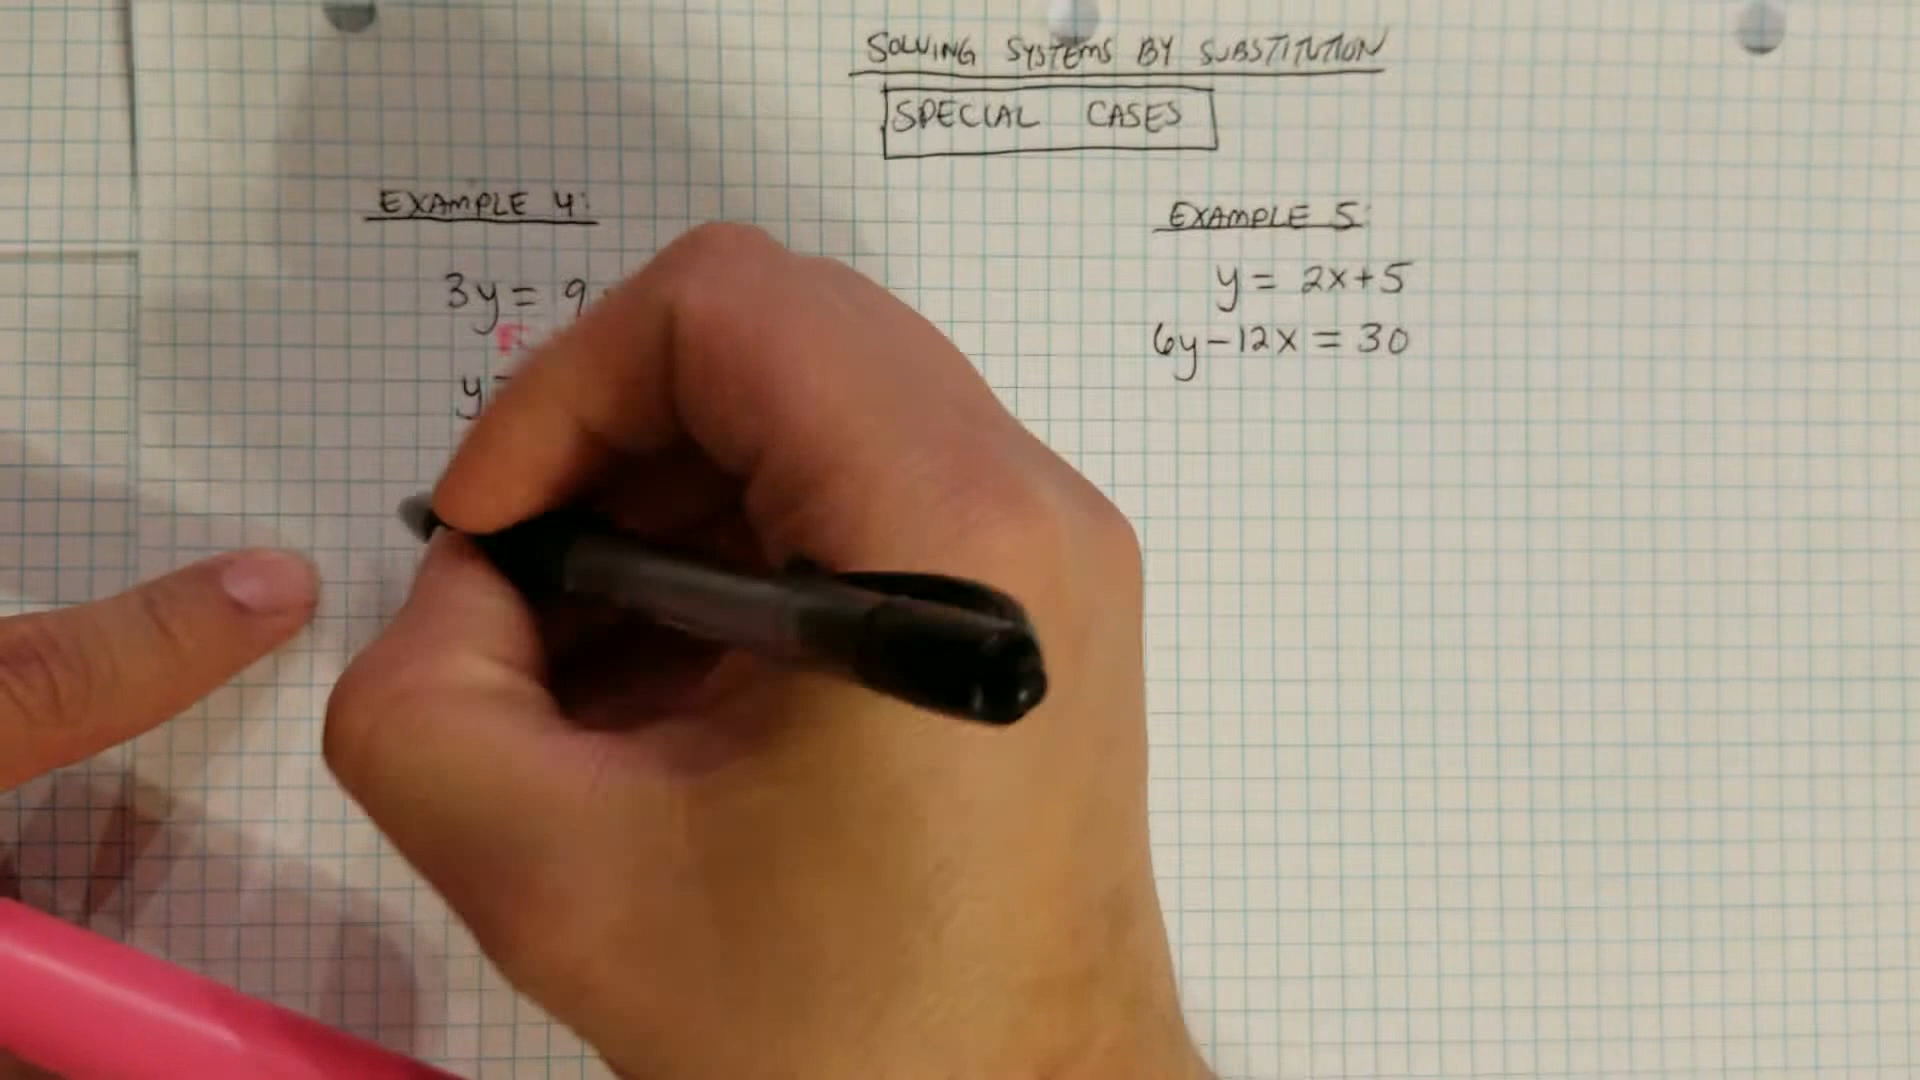 SOLVING SYSTEMS BY SUBSTITUTION
SPECIAL CASES
EXAMPLE 4:
3y = 9
y =
EXAMPLE 5:
y = 2x+5
6y-12x = 30